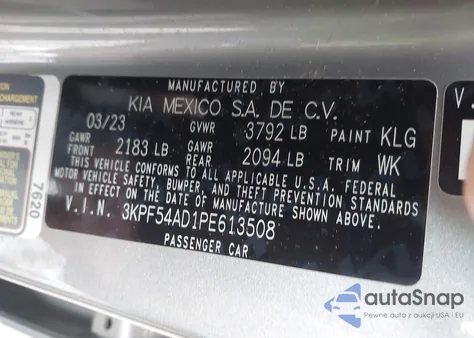 MANUFACTURED BY
KIA MEXICO S.A. DE C.V.
03/23 GVWR 3792 LB PAINT KLG
GAWR FRONT 2183 LB GAWR REAR 2094 LB TRIM WK
THIS VEHICLE CONFORMS TO ALL APPLICABLE U.S.A. FEDERAL
MOTOR VEHICLE SAFETY, BUMPER, AND THEFT PREVENTION STANDARDS
IN EFFECT ON THE DATE OF MANUFACTURE SHOWN ABOVE.
V.I.N. 3KPF54AD1PE613508
PASSENGER CAR
7620
V
autaSnap
Pewne auta z aukcji USA i EU